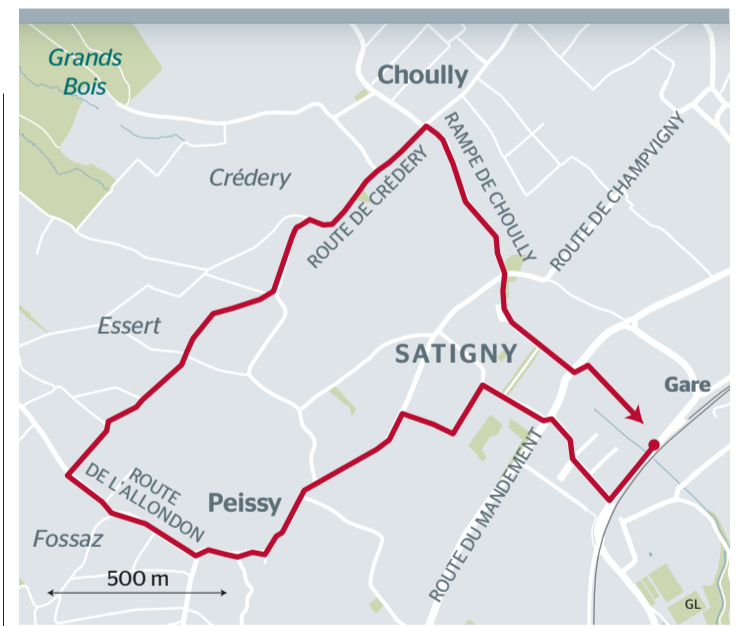 Grands
Bois
Choully
Crédery
ROUTE DE CRÉDERY
RAMPE DE CHOULLY
ROUTE DE CHAMPVIGNY
Essert
SATIGNY
Gare
ROUTE
DE L'ALLONDON
Peissy
ROUTE DU MANDEMENT
Fossaz
500 m
GL